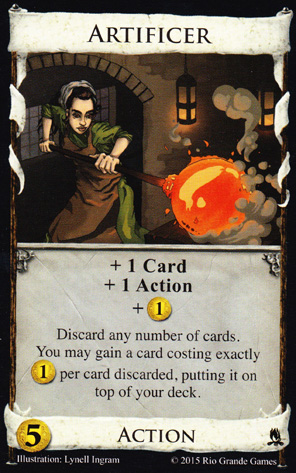 ARTIFICER
+ 1 Card
+ 1 Action
+ 1
Discard any number of cards.
You may gain a card costing exactly
1 per card discarded, putting it on
top of your deck.
5
ACTION
Illustration: Lynell Ingram © 2015 Rio Grande Games